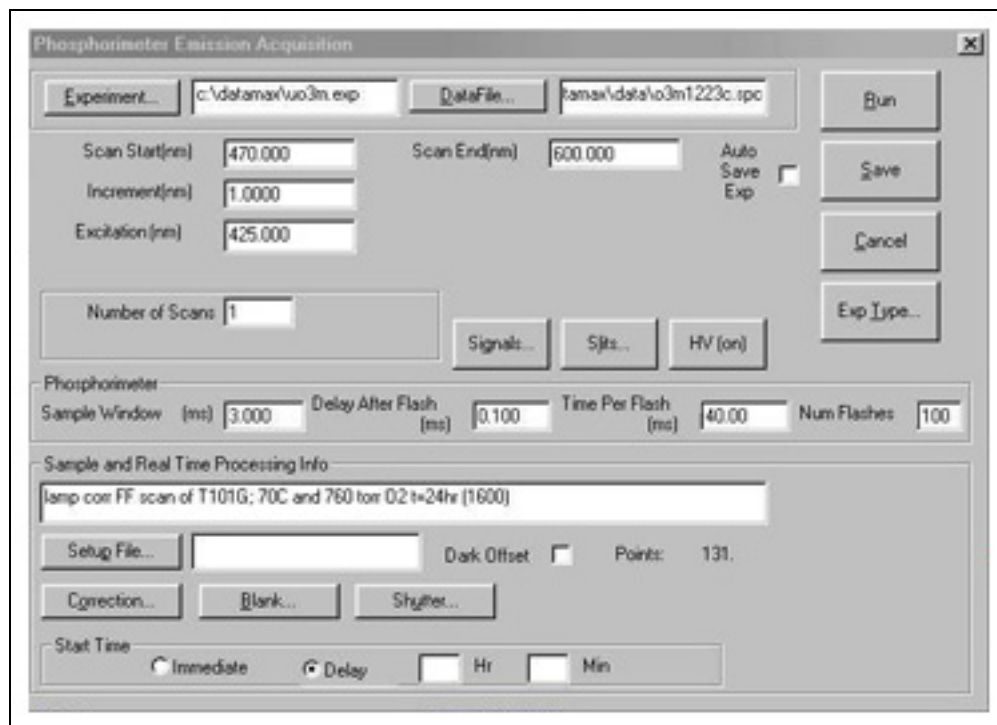 Phosphorimeter Emission Acquisition
Experiment... c:\datamax\uo3m.exp DataFile... tamax\data\o3m1223c.spc Run
Scan Start(nm) 470.000 Scan End(nm) 600.000 Auto Save Exp Save
Increment(nm) 1.0000
Excitation (nm) 425.000 Cancel
Number of Scans 1 Exp Type...
Signals... Slits... HV (on)
Phosphorimeter
Sample Window (ms) 3.000 Delay After Flash (ms) 0.100 Time Per Flash (ms) 40.00 Num Flashes 100
Sample and Real Time Processing Info
lamp corr FF scan of T101G; 70C and 760 torr O2 t=24hr (1600)
Setup File... Dark Offset Points: 131.
Correction... Blank... Shutter...
Start Time
Immediate Delay Hr Min